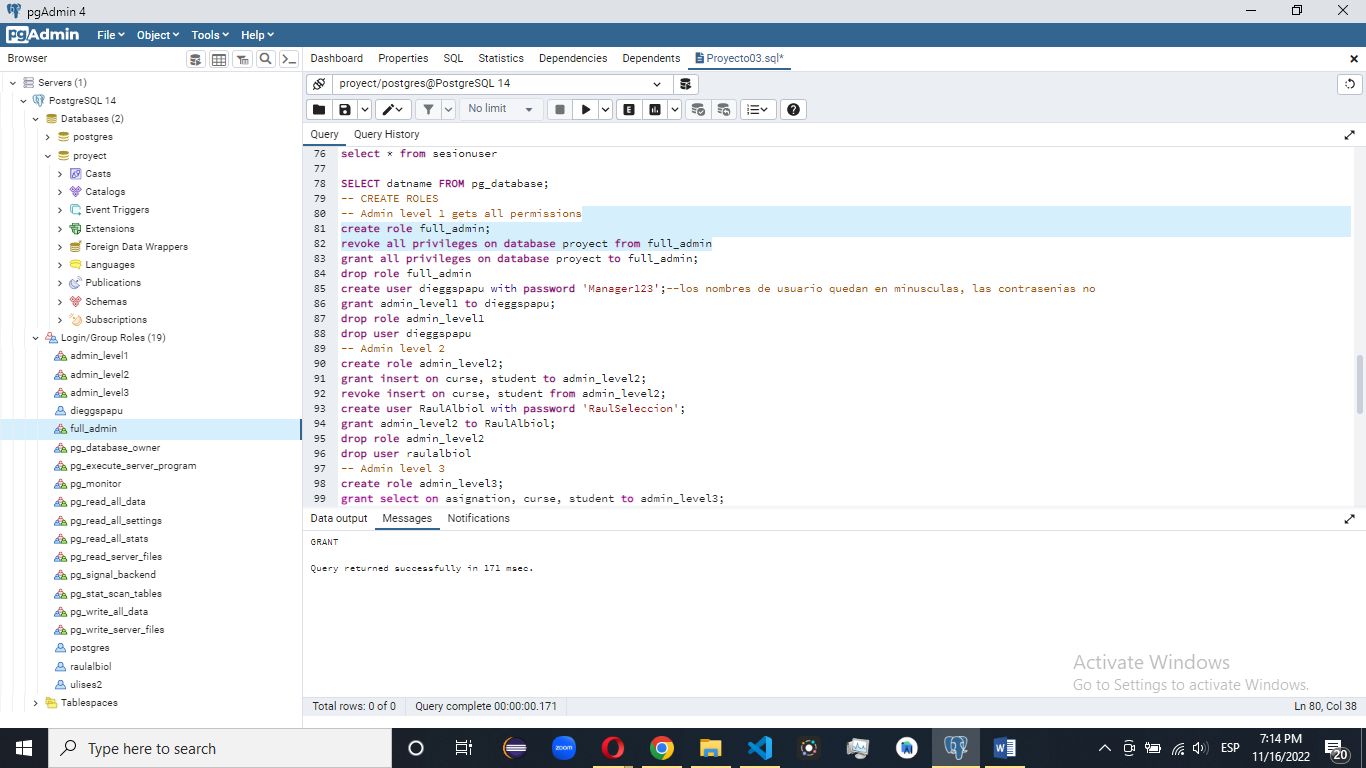 pgAdmin 4
pgAdmin File Object Tools Help
Browser
Dashboard Properties SQL Statistics Dependencies Dependents Proyecto03.sql*
Servers (1)
PostgreSQL 14
Databases (2)
postgres
proyect
Casts
Catalogs
Event Triggers
Extensions
Foreign Data Wrappers
Languages
Publications
Schemas
Subscriptions
Login/Group Roles (19)
admin_level1
admin_level2
admin_level3
dieggspapu
full_admin
pg_database_owner
pg_execute_server_program
pg_monitor
pg_read_all_data
pg_read_all_settings
pg_read_all_stats
pg_read_server_files
pg_signal_backend
pg_stat_scan_tables
pg_write_all_data
pg_write_server_files
postgres
raulalbiol
ulises2
Tablespaces
proyect/postgres@PostgreSQL 14
No limit
E
Query Query History
76 select * from sesionuser
77
78 SELECT datname FROM pg_database;
79 -- CREATE ROLES
80 -- Admin level 1 gets all permissions
81 create role full_admin;
82 revoke all privileges on database proyect from full_admin
83 grant all privileges on database proyect to full_admin;
84 drop role full_admin
85 create user dieggspapu with password 'Manager123';--los nombres de usuario quedan en minusculas, las contrasenias no
86 grant admin_level1 to dieggspapu;
87 drop role admin_level1
88 drop user dieggspapu
89 -- Admin level 2
90 create role admin_level2;
91 grant insert on curse, student to admin_level2;
92 revoke insert on curse, student from admin_level2;
93 create user RaulAlbiol with password 'RaulSeleccion';
94 grant admin_level2 to RaulAlbiol;
95 drop role admin_level2
96 drop user raulalbiol
97 -- Admin level 3
98 create role admin_level3;
99 grant select on asignation, curse, student to admin_level3;
Data output Messages Notifications
GRANT
Query returned successfully in 171 msec.
Activate Windows
Go to Settings to activate Windows.
Total rows: 0 of 0 Query complete 00:00:00.171 Ln 80, Col 38
Type here to search
zoom
ESP
7:14 PM
11/16/2022
20